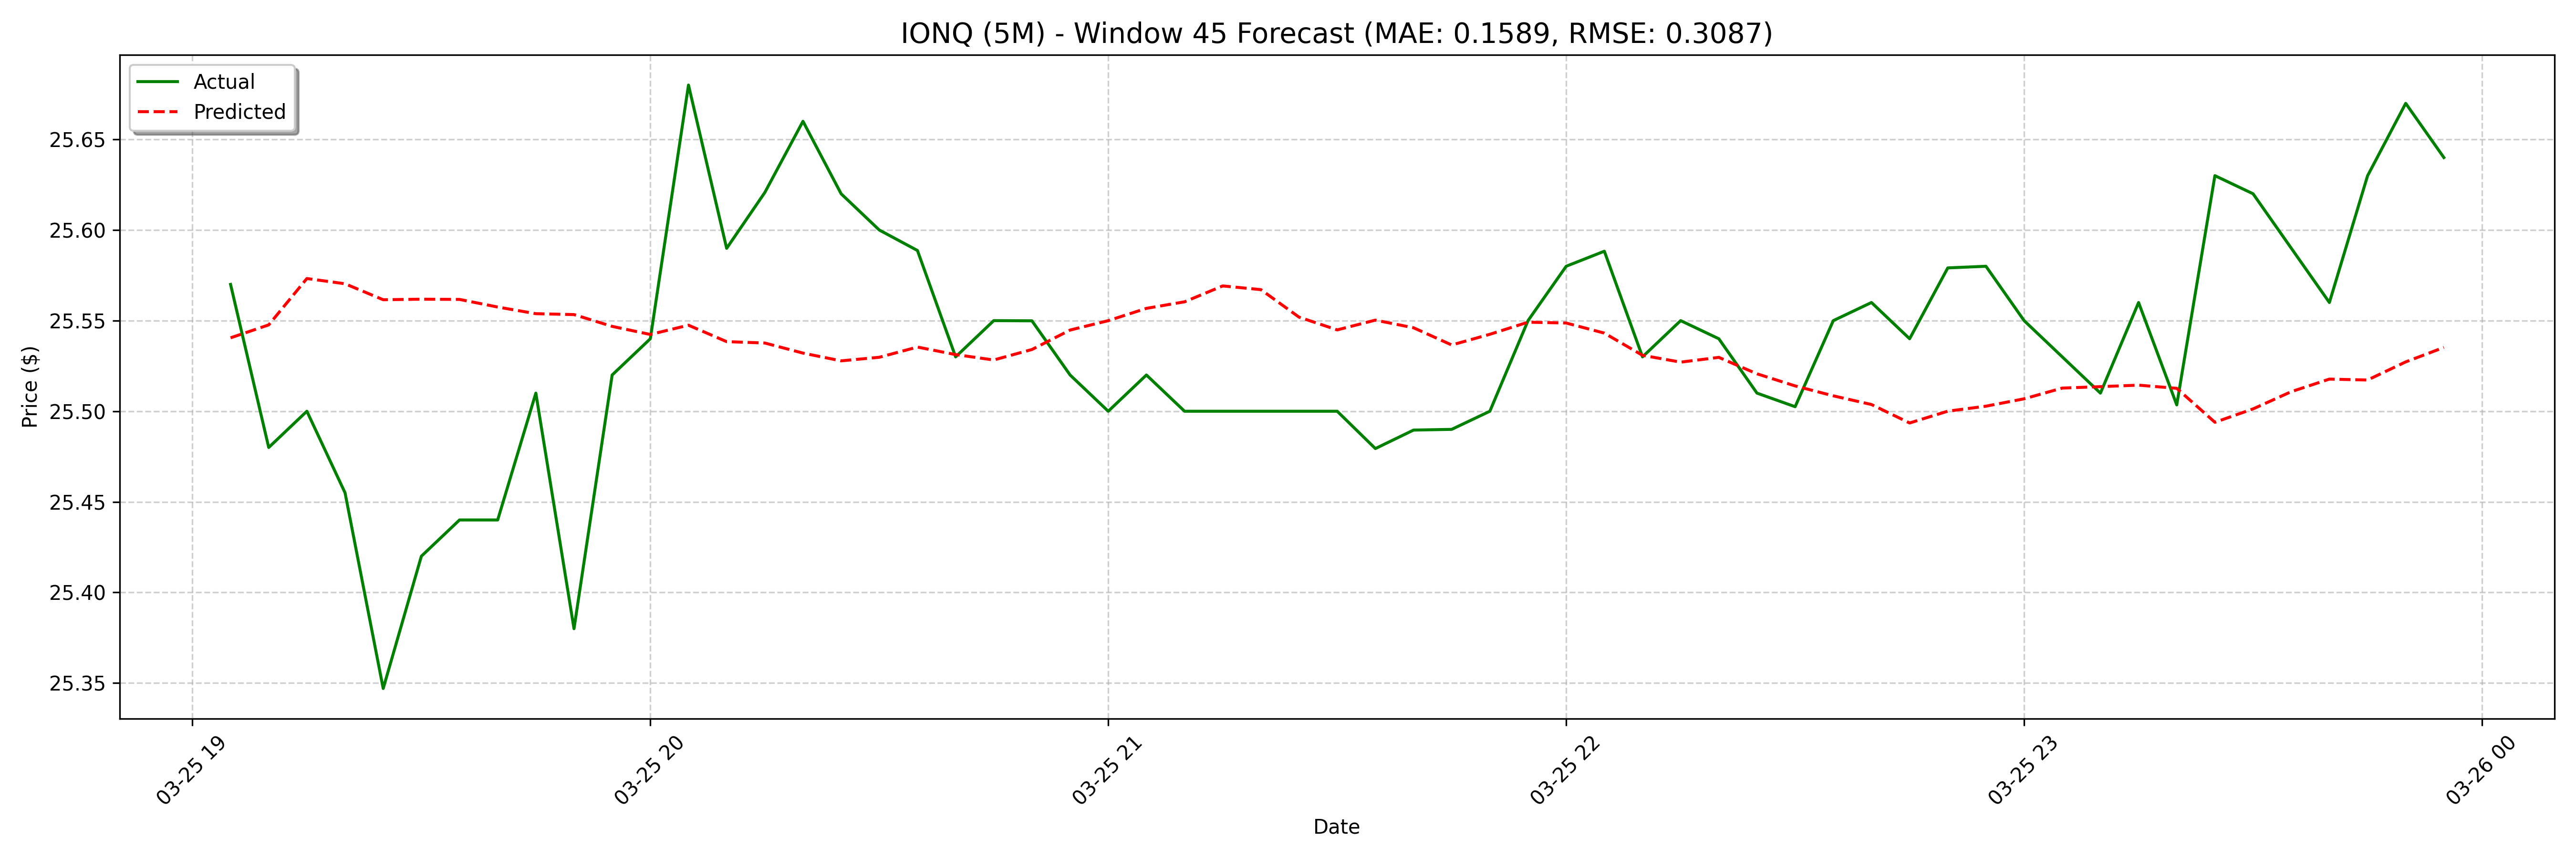 IONQ (5M) - Window 45 Forecast (MAE: 0.1589, RMSE: 0.3087)
Actual
Predicted
Price ($)
25.65
25.60
25.55
25.50
25.45
25.40
25.35
03-25 19
03-25 20
03-25 21
03-25 22
03-25 23
03-26 00
Date